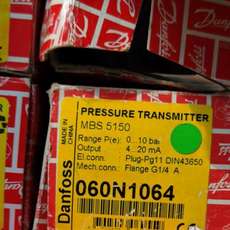 Danfoss
PRESSURE TRANSMITTER
MBS 5150
Range P(e) 0...10 bar
Output 4...20 mA
El.conn. Plug-Pg11 DIN43650
Mech.conn: Flange G1/4 A
060N1064
Danfoss
MADE IN
CHINA